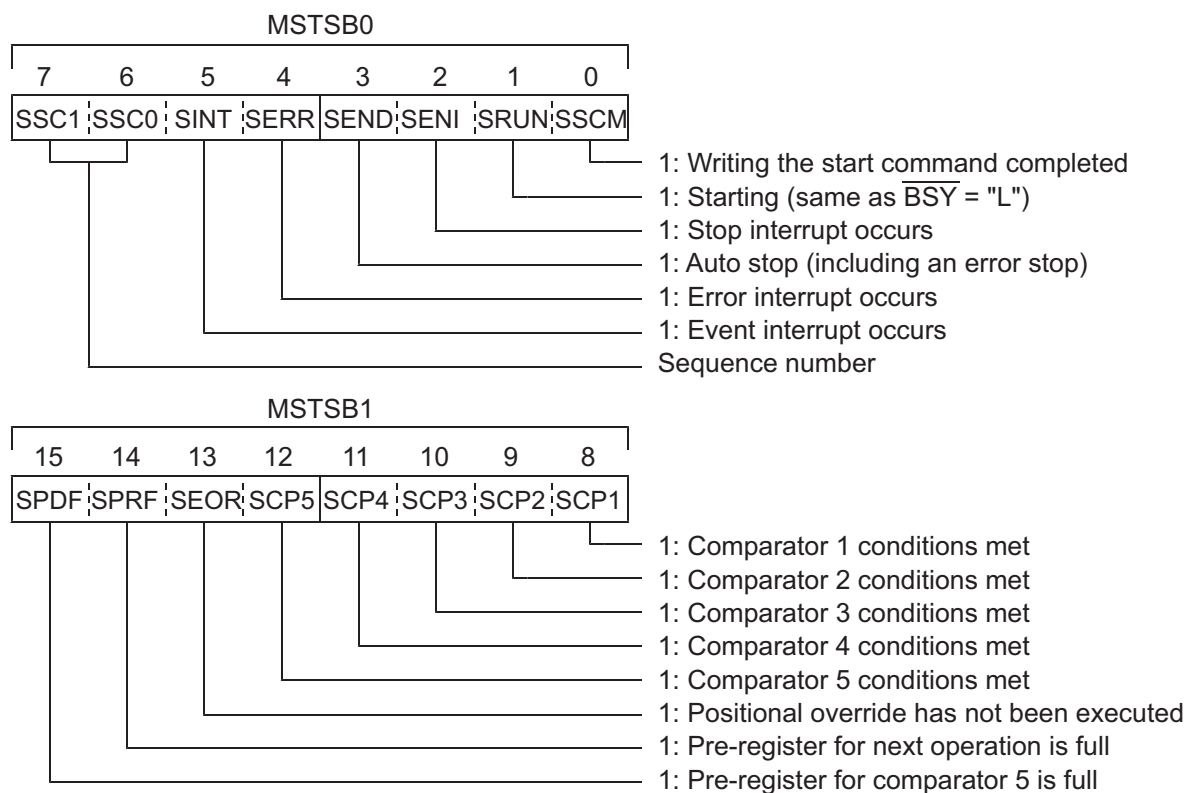 MSTSB0
7 6 5 4 3 2 1 0
SSC1 SSC0 SINT SERR SEND SENI SRUN SSCM
1: Writing the start command completed
1: Starting (same as B̅S̅Y̅ = "L")
1: Stop interrupt occurs
1: Auto stop (including an error stop)
1: Error interrupt occurs
1: Event interrupt occurs
Sequence number
MSTSB1
15 14 13 12 11 10 9 8
SPDF SPRF SEOR SCP5 SCP4 SCP3 SCP2 SCP1
1: Comparator 1 conditions met
1: Comparator 2 conditions met
1: Comparator 3 conditions met
1: Comparator 4 conditions met
1: Comparator 5 conditions met
1: Positional override has not been executed
1: Pre-register for next operation is full
1: Pre-register for comparator 5 is full